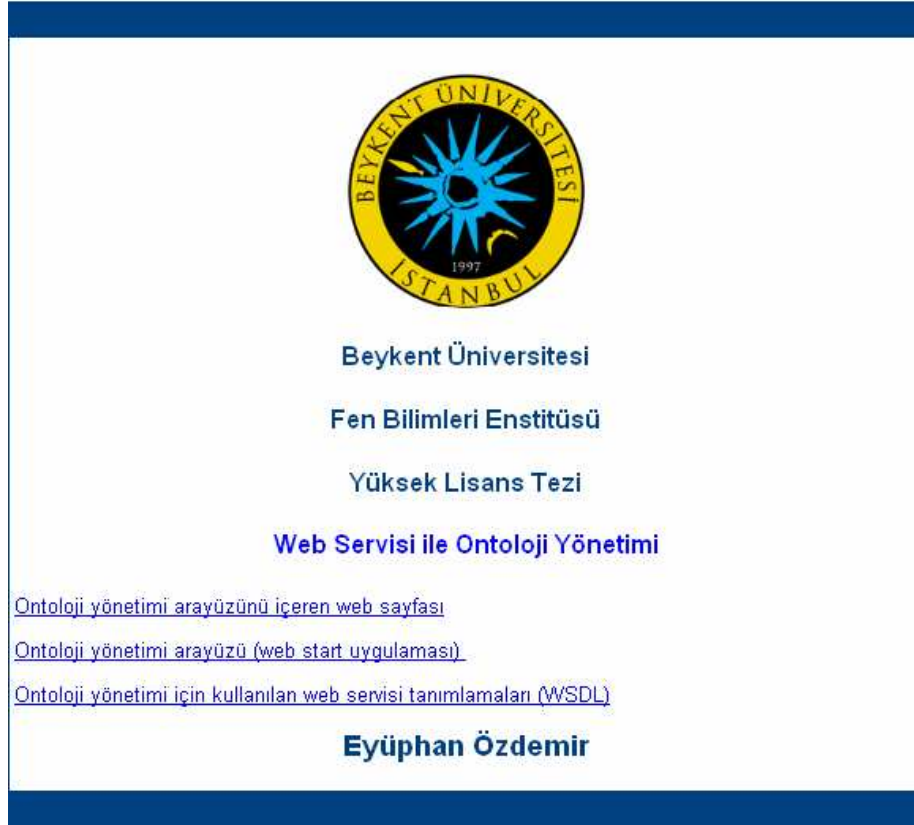 BEYKENT ÜNİVERSİTESİ
1997
İSTANBUL
Beykent Üniversitesi
Fen Bilimleri Enstitüsü
Yüksek Lisans Tezi
Web Servisi ile Ontoloji Yönetimi
Ontoloji yönetimi arayüzünü içeren web sayfası
Ontoloji yönetimi arayüzü (web start uygulaması)
Ontoloji yönetimi için kullanılan web servisi tanımlamaları (WSDL)
Eyüphan Özdemir